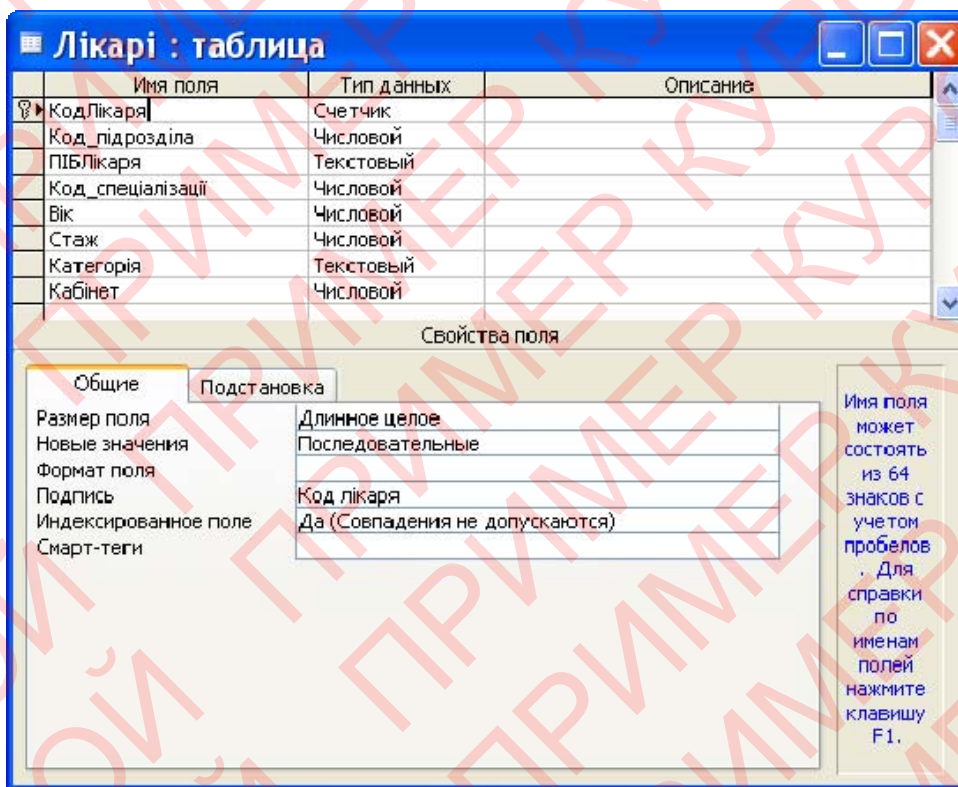 Лікарі : таблица
Имя поля Тип данных Описание
КодЛікаря Счетчик
Код_підрозділа Числовой
ПІБЛікаря Текстовый
Код_спеціалізації Числовой
Вік Числовой
Стаж Числовой
Категорія Текстовый
Кабінет Числовой
Свойства поля
Общие Подстановка
Размер поля Длинное целое
Новые значения Последовательные
Формат поля
Подпись Код лікаря
Индексированное поле Да (Совпадения не допускаются)
Смарт-теги
Имя поля
может
состоять
из 64
знаков с
учетом
пробелов
. Для
справки
по
именам
полей
нажмите
клавишу
F1.
ПРИМЕР КУРСОВОЙ